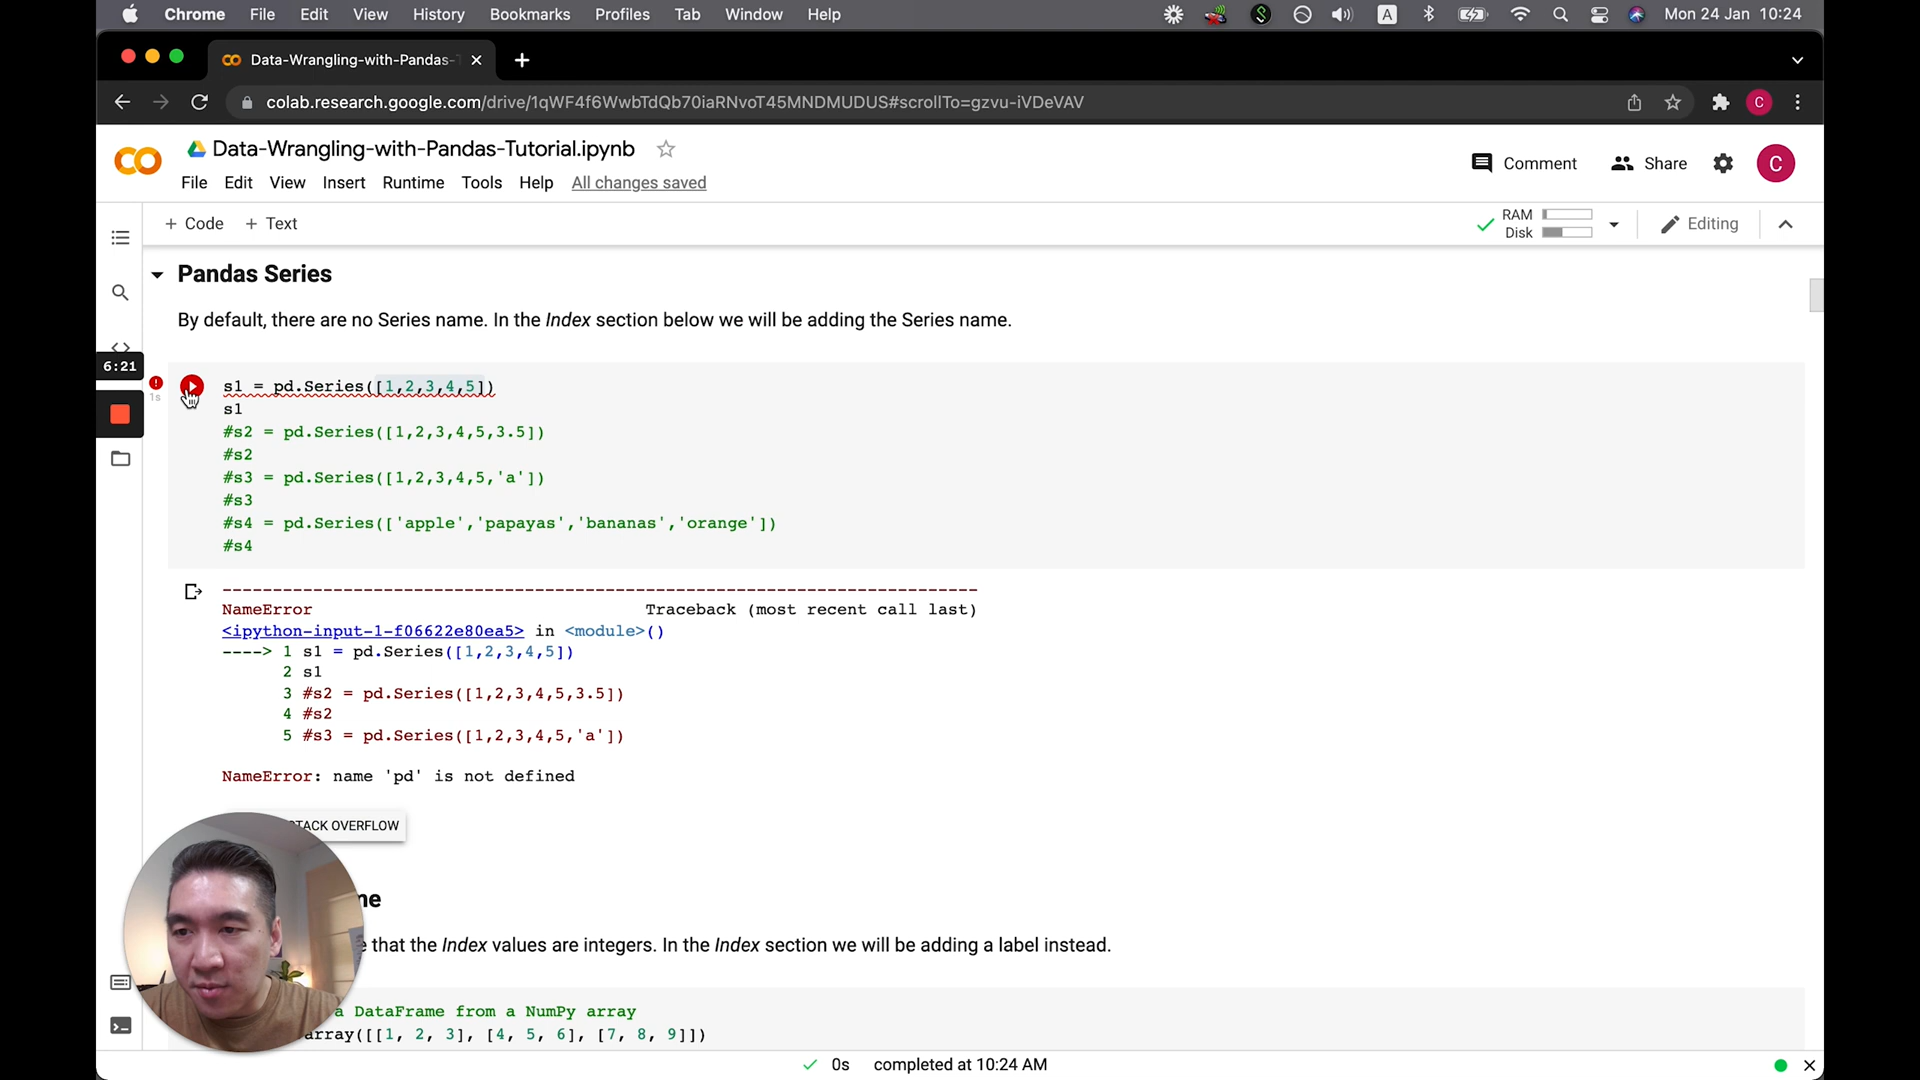 Chrome File Edit View History Bookmarks Profiles Tab Window Help A Mon 24 Jan 10:24
Data-Wrangling-with-Pandas-
colab.research.google.com/drive/1qWF4f6WwbTdQb70iaRNvoT45MNDMUDUS#scrollTo=gzvu-iVDeVAV C
Data-Wrangling-with-Pandas-Tutorial.ipynb
Comment Share C
File Edit View Insert Runtime Tools Help All changes saved
+ Code + Text
RAM
Disk
Editing
Pandas Series
By default, there are no Series name. In the Index section below we will be adding the Series name.
6:21
1s
s1 = pd.Series([1,2,3,4,5])
s1
#s2 = pd.Series([1,2,3,4,5,3.5])
#s2
#s3 = pd.Series([1,2,3,4,5,'a'])
#s3
#s4 = pd.Series(['apple','papayas','bananas','orange'])
#s4
---------------------------------------------------------------------------
NameError Traceback (most recent call last)
<ipython-input-1-f06622e80ea5> in <module>()
----> 1 s1 = pd.Series([1,2,3,4,5])
2 s1
3 #s2 = pd.Series([1,2,3,4,5,3.5])
4 #s2
5 #s3 = pd.Series([1,2,3,4,5,'a'])
NameError: name 'pd' is not defined
STACK OVERFLOW
me
that the Index values are integers. In the Index section we will be adding a label instead.
a DataFrame from a NumPy array
array([[1, 2, 3], [4, 5, 6], [7, 8, 9]])
0s completed at 10:24 AM